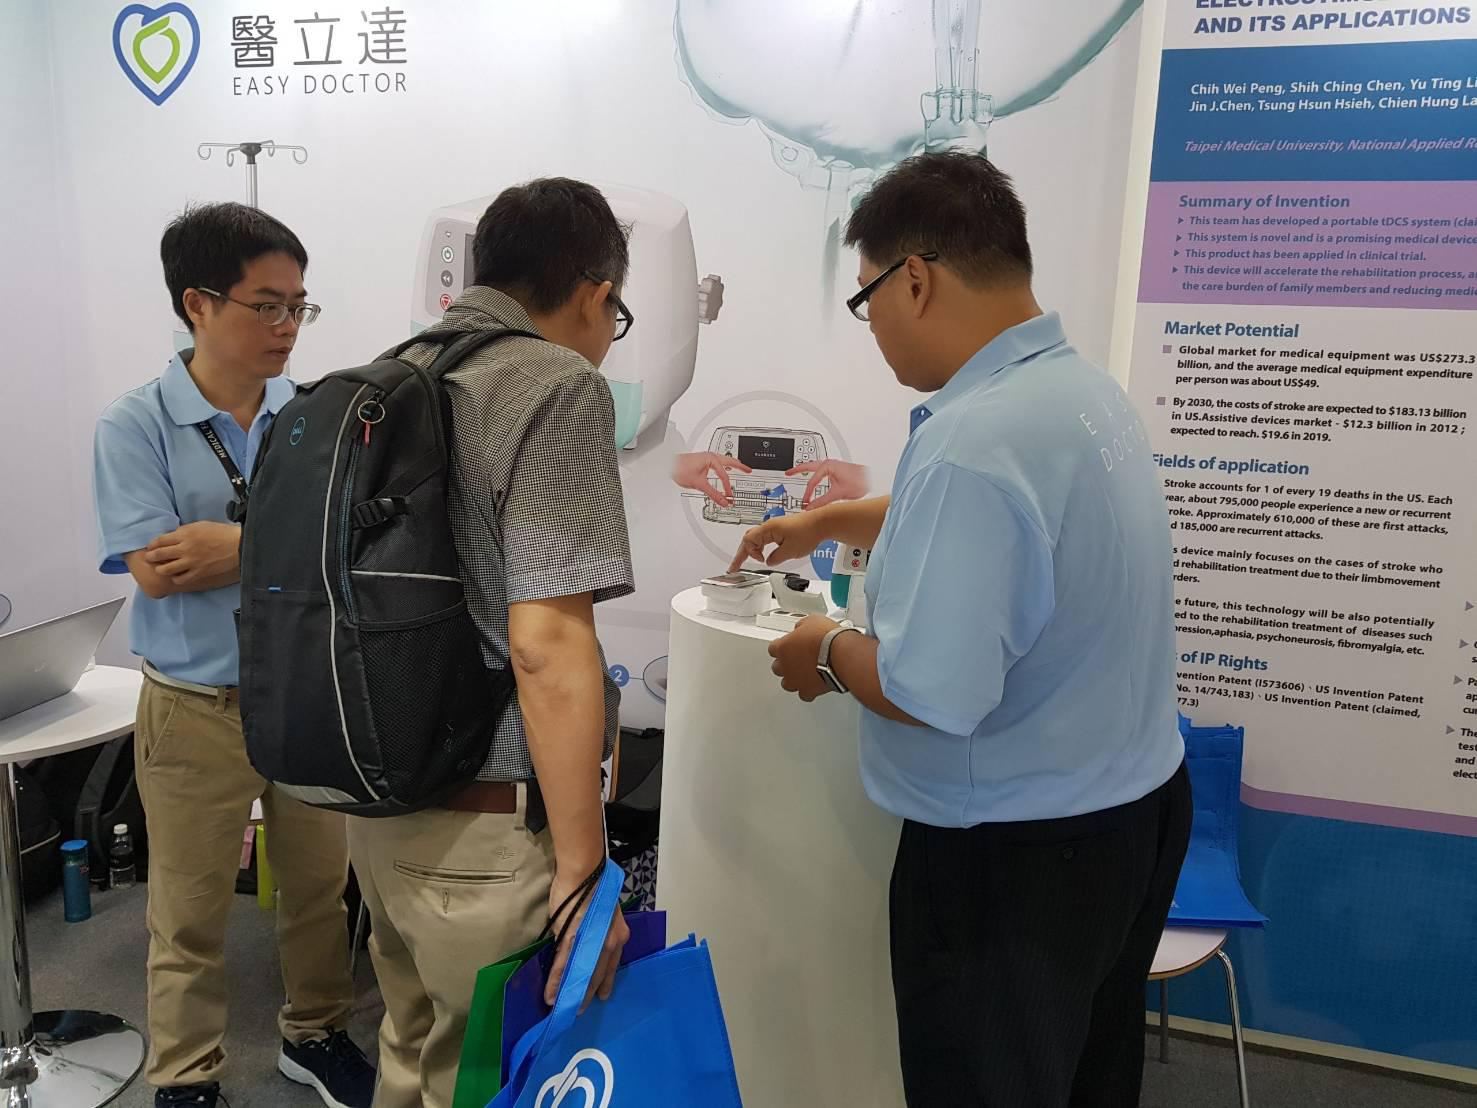 醫立達
EASY DOCTOR
AND ITS APPLICATIONS
Chih Wei Peng, Shih Ching Chen, Yu Ting
Jin J.Chen, Tsung Hsun Hsieh, Chien Hung
Taipei Medical University, National Applied
Summary of Invention
This team has developed a portable tDCS system
This system is novel and is a promising medical device
This product has been applied in clinical trial.
This device will accelerate the rehabilitation process,
the care burden of family members and reducing
Market Potential
Global market for medical equipment was US$273.3
billion, and the average medical equipment expenditure
per person was about US$49.
By 2030, the costs of stroke are expected to $183.13 billion
in US.Assistive devices market - $12.3 billion in 2012 ;
expected to reach. $19.6 in 2019.
Fields of application
Stroke accounts for 1 of every 19 deaths in the US. Each
year, about 795,000 people experience a new or recurrent
stroke. Approximately 610,000 of these are first attacks,
185,000 are recurrent attacks.
device mainly focuses on the cases of stroke who
rehabilitation treatment due to their limbmovement
future, this technology will be also potentially
to the rehabilitation treatment of diseases such
aphasia, psychoneurosis, fibromyalgia, etc.
of IP Rights
Patent (I573606)、US Invention Patent
No. 14/743,183)、US Invention Patent (claimed,
DELL
MEDICAL
EASY
DOCTOR
2